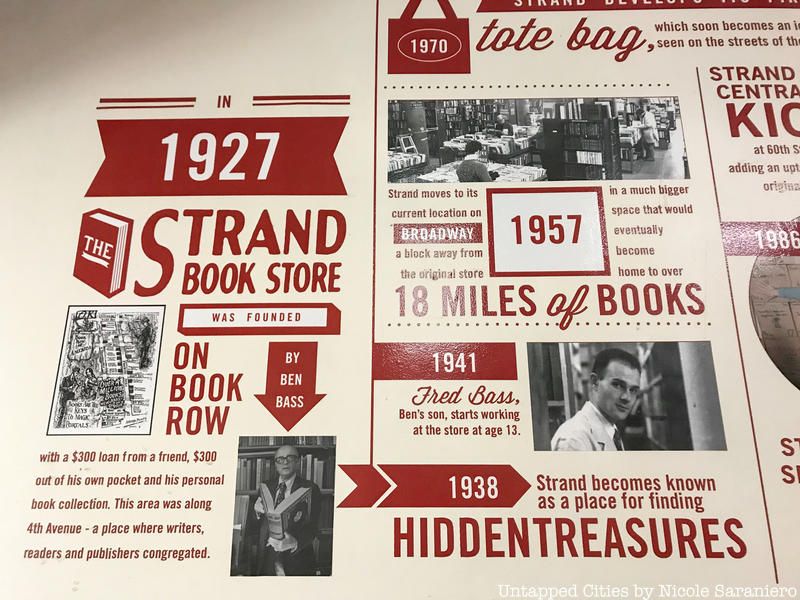 IN
1927
THE
STRAND
BOOK STORE
WAS FOUNDED
ON
BOOK
ROW
BY
BEN
BASS
with a $300 loan from a friend, $300
out of his own pocket and his personal
book collection. This area was along
4th Avenue - a place where writers,
readers and publishers congregated.
1938
Strand becomes known
as a place for finding
HIDDENTREASURES
1941
Fred Bass,
Ben's son, starts working
at the store at age 13.
Strand moves to its
current location on
BROADWAY
a block away from
the original store
1957
in a much bigger
space that would
eventually
become
home to over
18 MILES of BOOKS
1970
tote bag,
which soon becomes an
seen on the streets of
STRAND
CENTRA
KIO
at 60th S
adding an upt
origin
1986
Untapped Cities by Nicole Saraniero